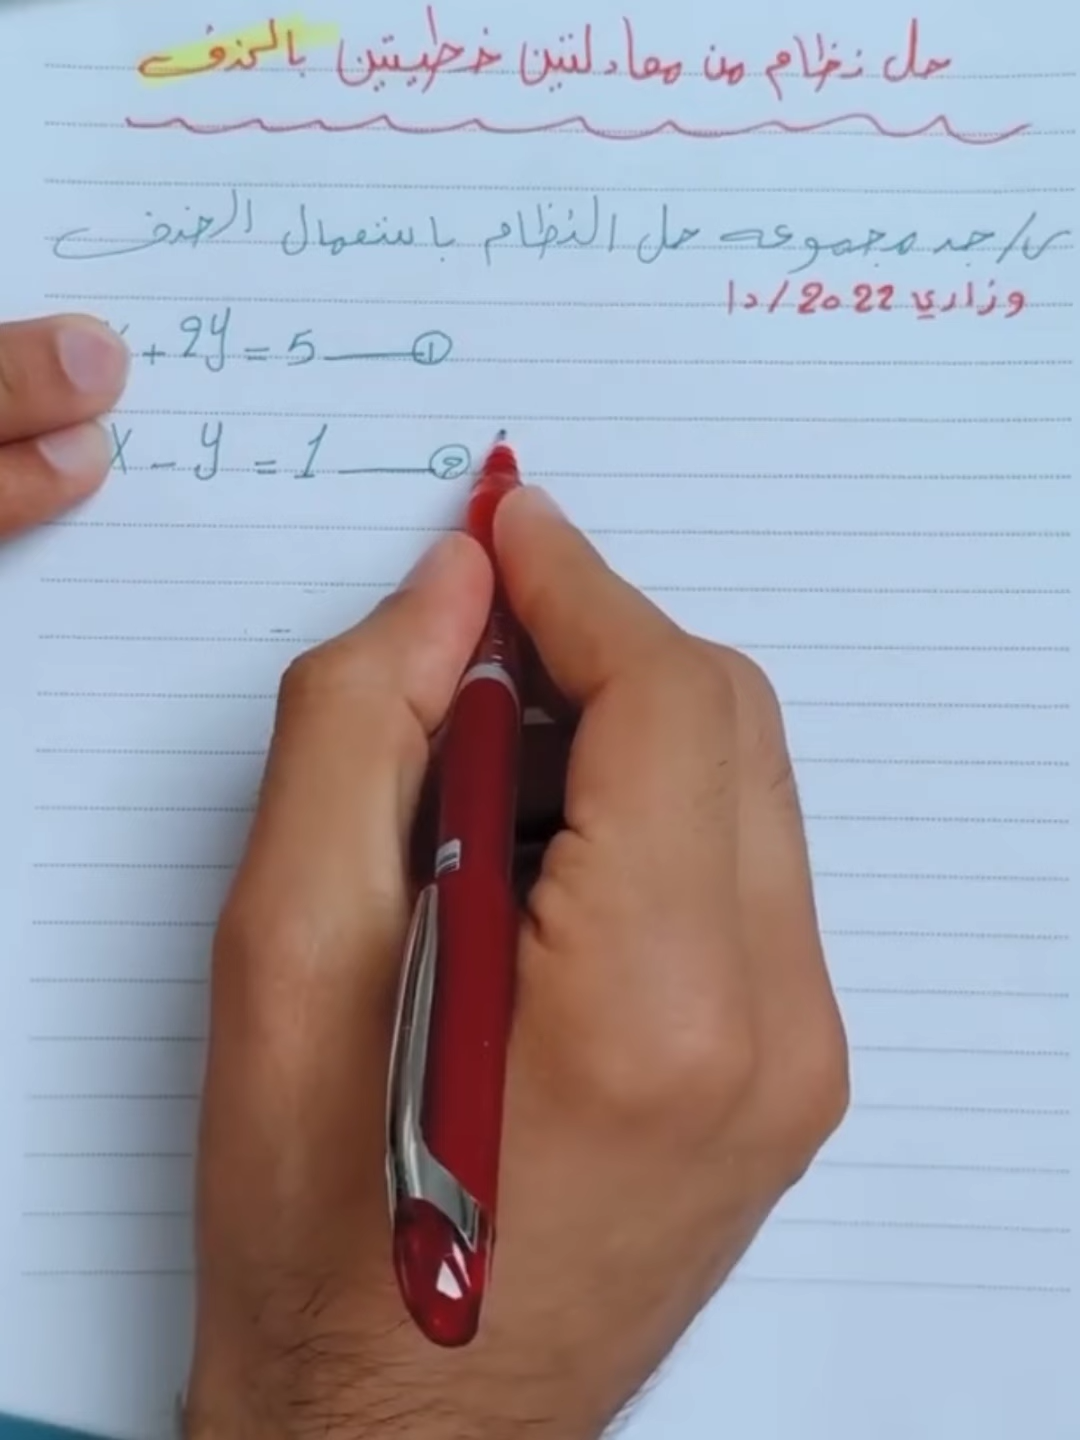 حل نظام من معادلتين خطيتين بالحذف
س/ جد مجموعه حل النظام باستعمال الحذف
وزاري 2022/د1
+ 2y = 5 ——— ①
x - y = 1 ——— ②